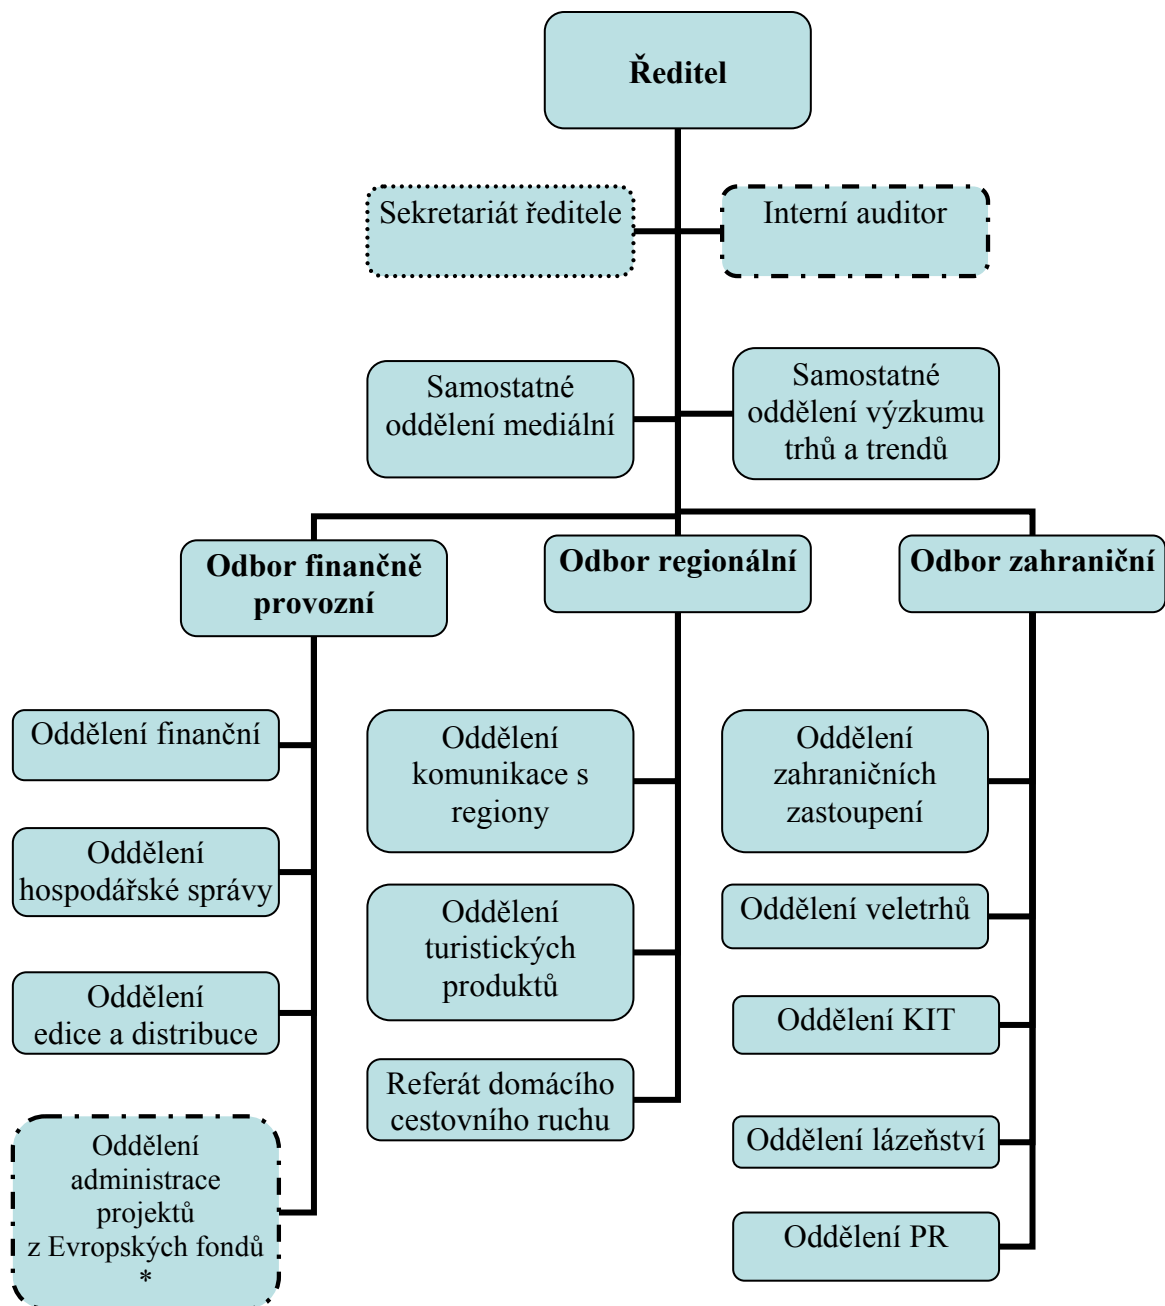 Ředitel
Sekretariát ředitele
Interní auditor
Samostatné
oddělení mediální
Samostatné
oddělení výzkumu
trhů a trendů
Odbor finančně
provozní
Odbor regionální
Odbor zahraniční
Oddělení finanční
Oddělení
hospodářské správy
Oddělení
edice a distribuce
Oddělení
administrace
projektů
z Evropských fondů
*
Oddělení
komunikace s
regiony
Oddělení
turistických
produktů
Referát domácího
cestovního ruchu
Oddělení
zahraničních
zastoupení
Oddělení veletrhů
Oddělení KIT
Oddělení lázeňství
Oddělení PR